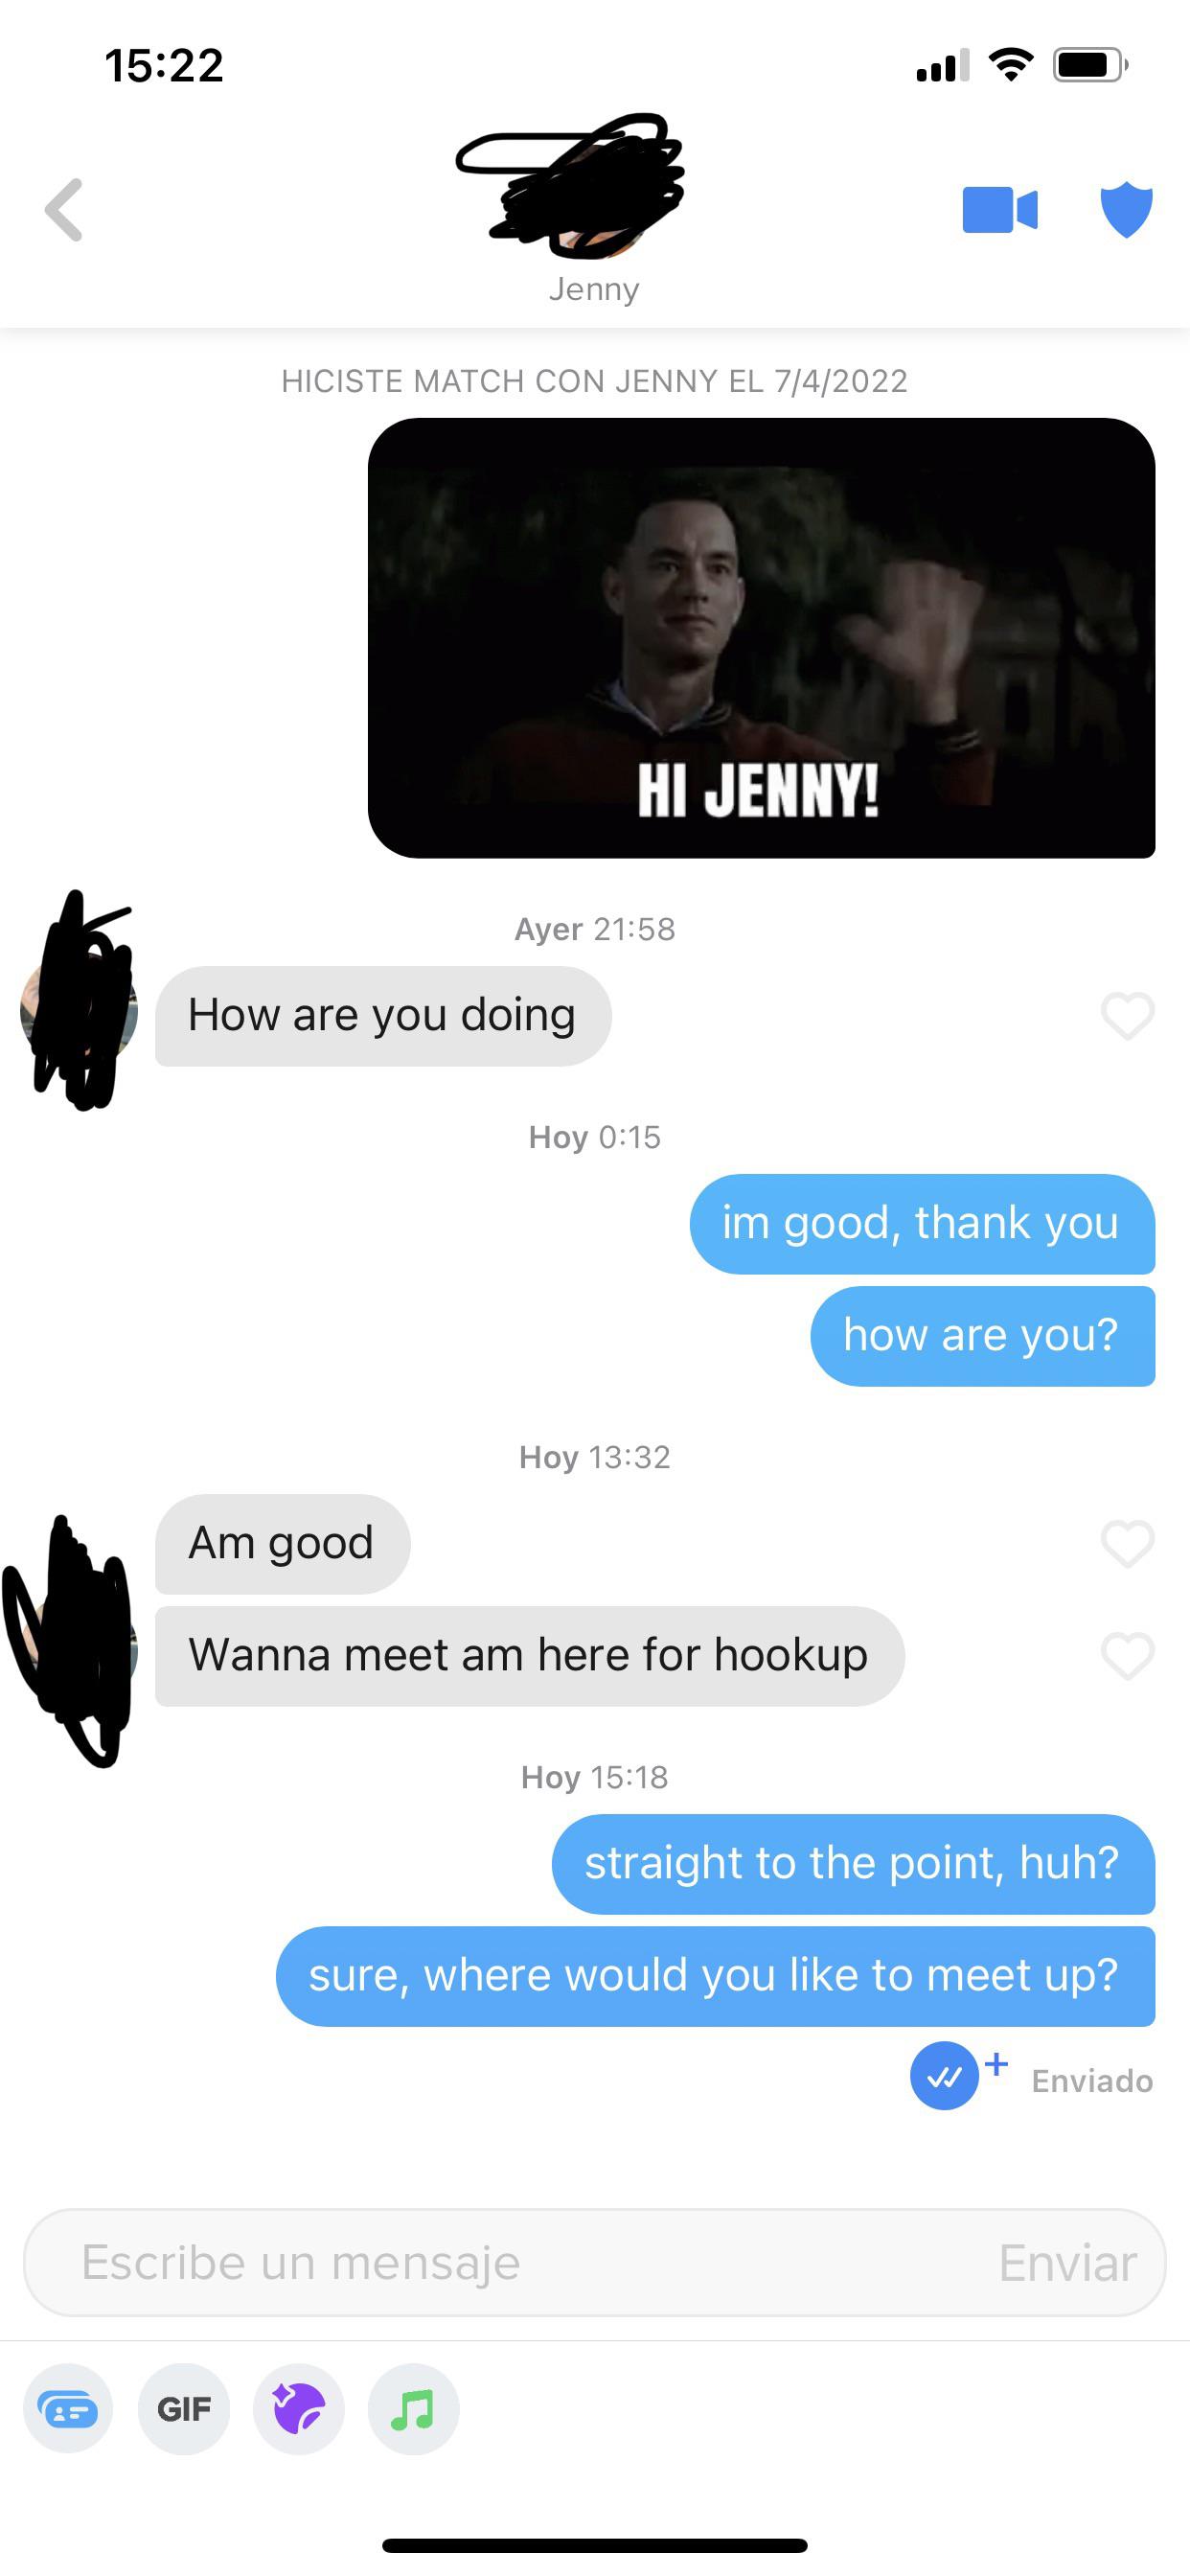 15:22
Jenny
HICISTE MATCH CON JENNY EL 7/4/2022
HI JENNY!
Ayer 21:58
How are you doing
Hoy 0:15
im good, thank you
how are you?
Hoy 13:32
Am good
Wanna meet am here for hookup
Hoy 15:18
straight to the point, huh?
sure, where would you like to meet up?
Enviado
Escribe un mensaje
Enviar
GIF